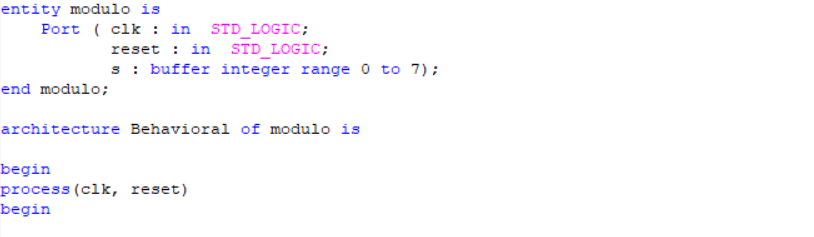 entity modulo is
    Port ( clk : in  STD_LOGIC;
           reset : in  STD_LOGIC;
           s : buffer integer range 0 to 7);
end modulo;
architecture Behavioral of modulo is
begin
process(clk, reset)
begin